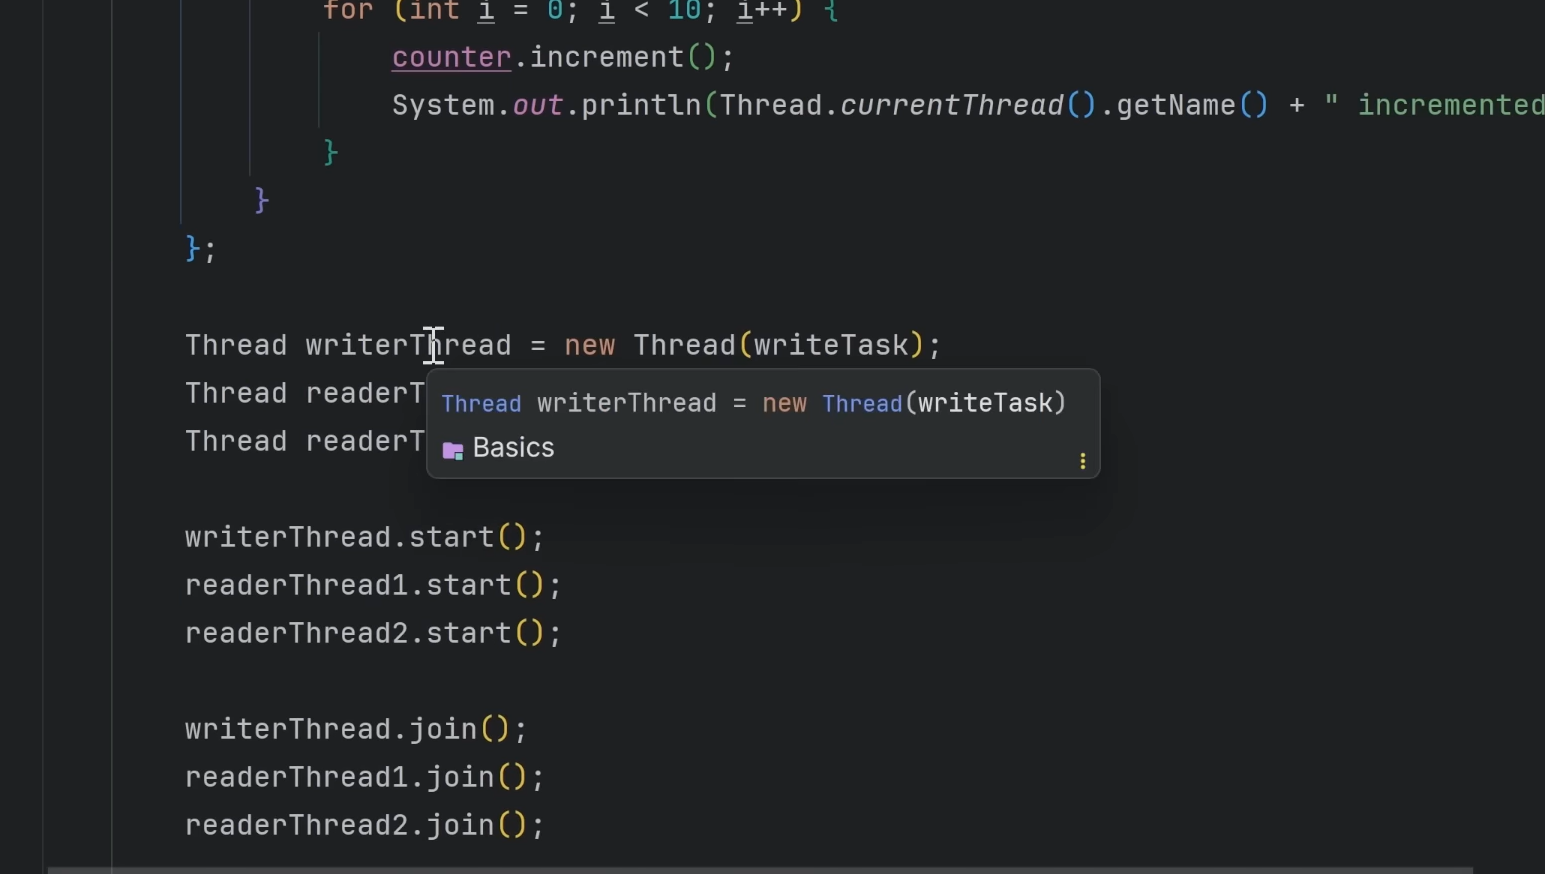 for (int i = 0; i < 10; i++) {
counter.increment();
System.out.println(Thread.currentThread().getName() + " incremented
}
}
};
Thread writerThread = new Thread(writeTask);
Thread readerT
Thread writerThread = new Thread(writeTask)
Thread readerT
Basics
writerThread.start();
readerThread1.start();
readerThread2.start();
writerThread.join();
readerThread1.join();
readerThread2.join();